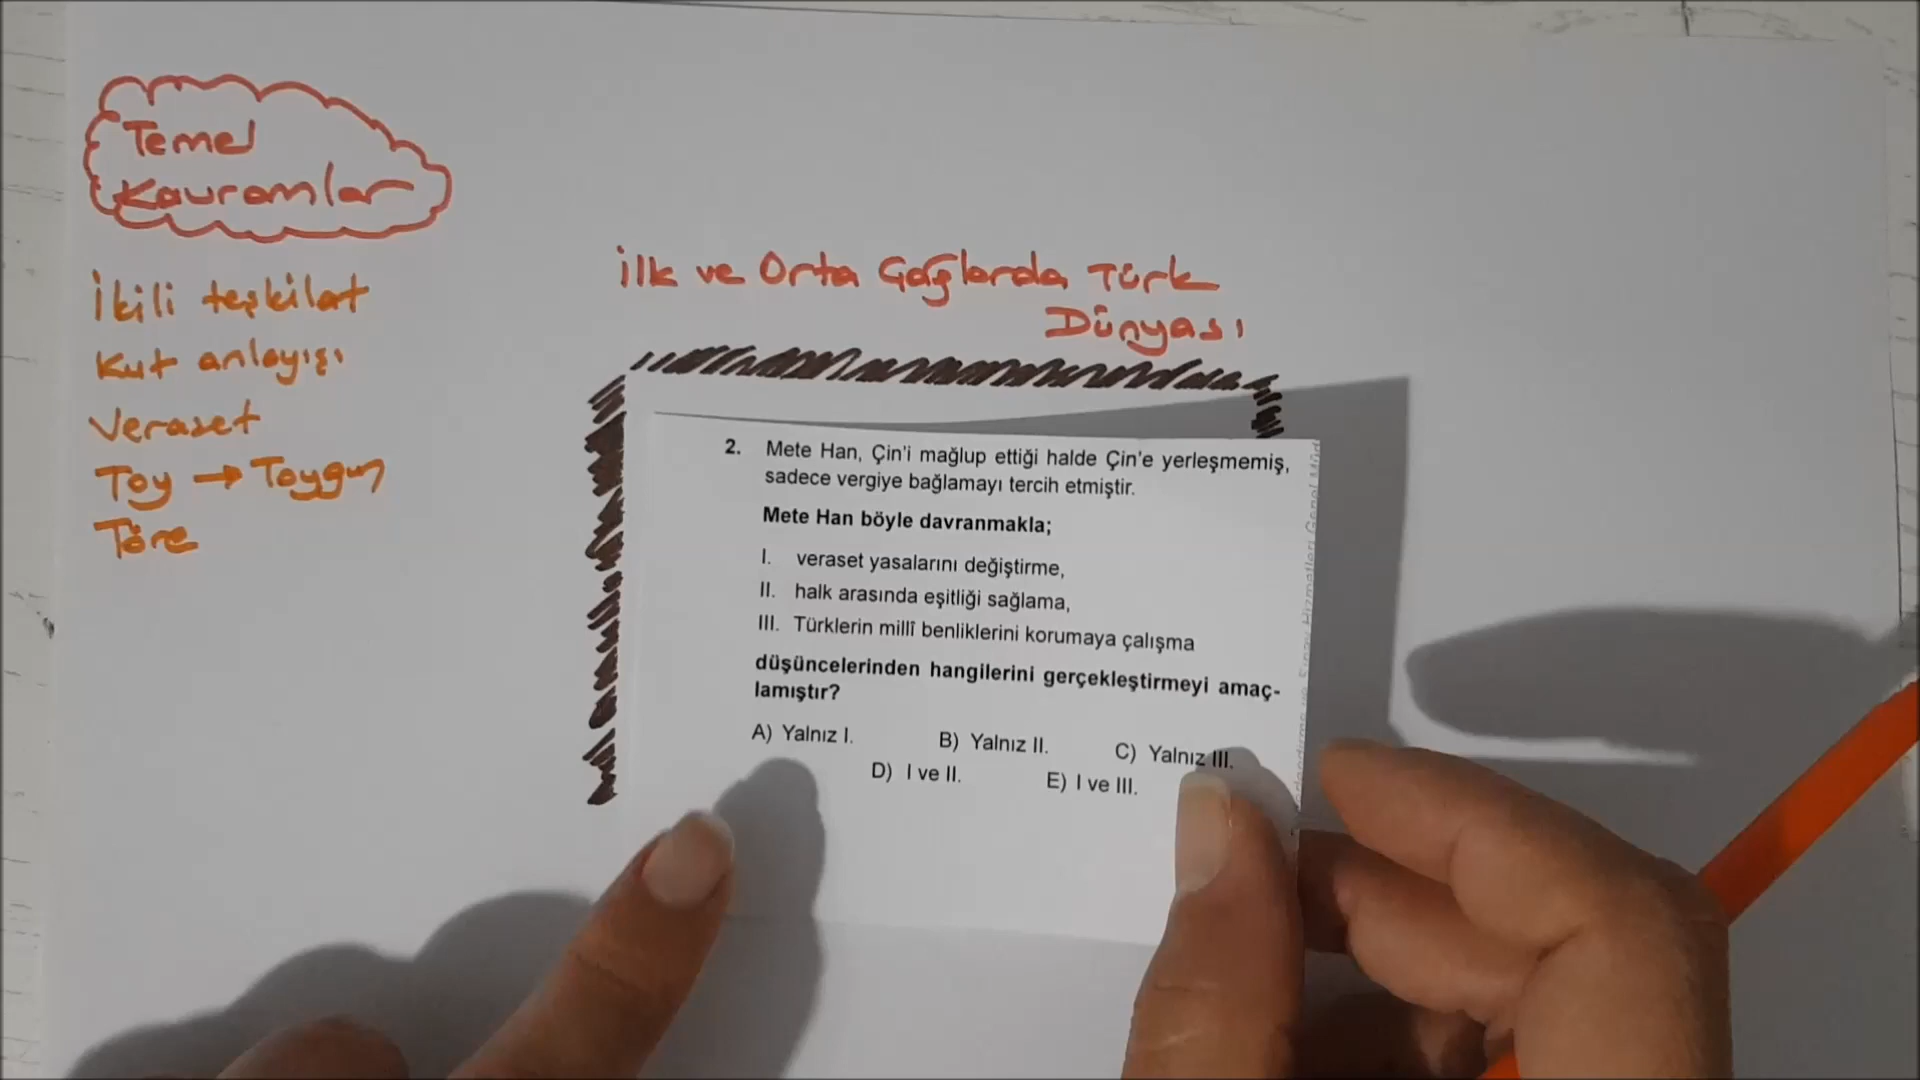 Temel
Kavramlar
İkili teşkilat
Kut anlayışı
Veraset
Toy → Toygun
Töre
İlk ve Orta Çağlarda Türk
Dünyası
2. Mete Han, Çin'i mağlup ettiği halde Çin'e yerleşmemiş,
sadece vergiye bağlamayı tercih etmiştir.
Mete Han böyle davranmakla;
I. veraset yasalarını değiştirme,
II. halk arasında eşitliği sağlama,
III. Türklerin millî benliklerini korumaya çalışma
düşüncelerinden hangilerini gerçekleştirmeyi amaç-
lamıştır?
A) Yalnız I. B) Yalnız II. C) Yalnız III.
D) I ve II. E) I ve III.